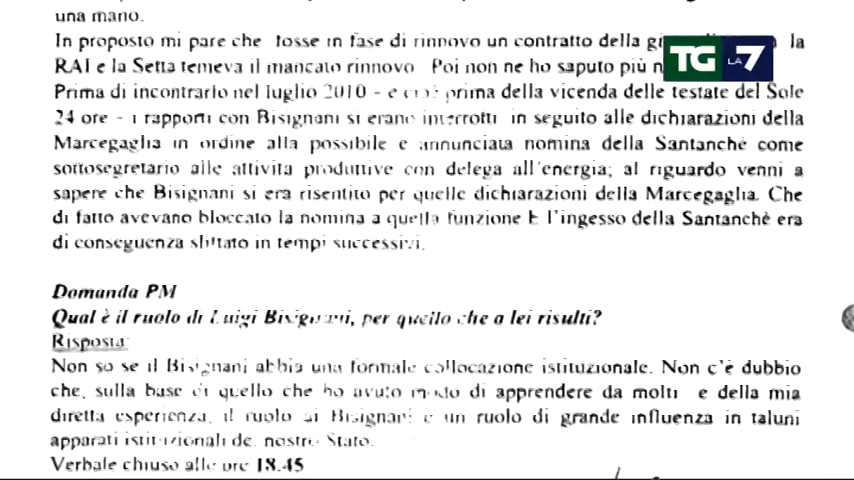 una mano.
In proposto mi pare che fosse in fase di rinnovo un contratto della la
RAI e la Setta temeva il mancato rinnovo Poi non ne ho saputo più
TG LA 7
Prima di incontrarlo nel luglio 2010 - e cioè prima della vicenda delle testate del Sole
24 ore - i rapporti con Bisignani si erano interrotti in seguito alle dichiarazioni della
Marcegaglia in ordine alla possibile e annunciata nomina della Santanchè come
sottosegretario alle attività produttive con delega all'energia; al riguardo venni a
sapere che Bisignani si era risentito per quelle dichiarazioni della Marcegaglia. Che
di fatto avevano bloccato la nomina a quella funzione E l'ingesso della Santanchè era
di conseguenza slittato in tempi successivi.
Domanda PM
Qual è il ruolo di Luigi Bisignani, per quello che a lei risulti?
Risposta:
Non so se il Bisignani abbia una formale collocazione istituzionale. Non c'è dubbio
che, sulla base di quello che ho avuto modo di apprendere da molti e della mia
diretta esperienza, il ruolo di Bisignani è un ruolo di grande influenza in taluni
apparati istituzionali del nostro Stato.
Verbale chiuso alle ore 18.45